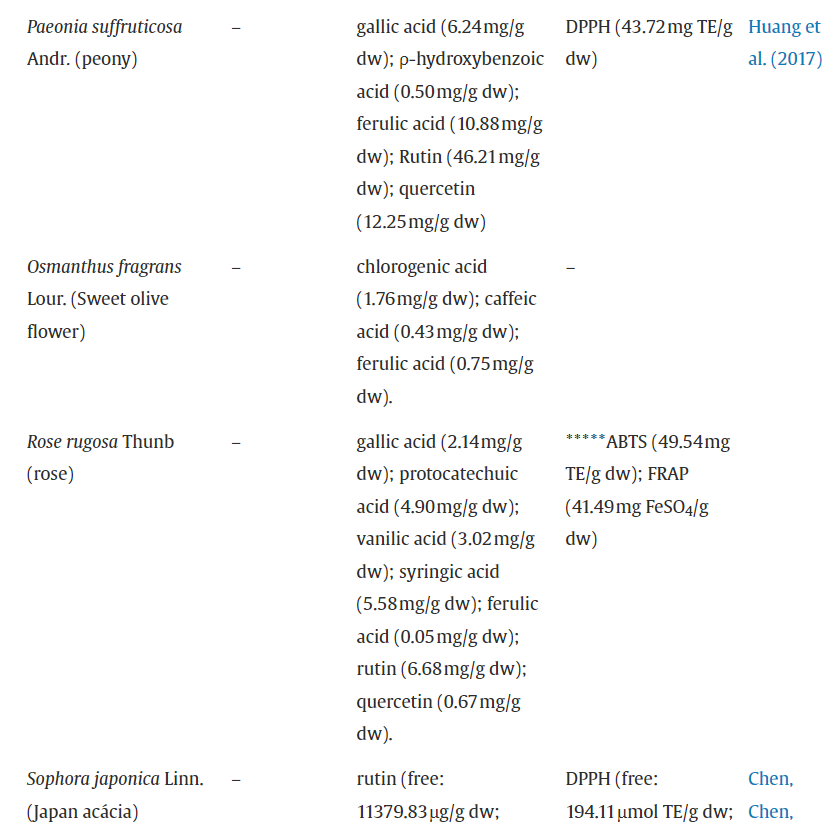 Paeonia suffruticosa – gallic acid (6.24 mg/g DPPH (43.72 mg TE/g Huang et
Andr. (peony) dw); ρ-hydroxybenzoic dw) al. (2017)
acid (0.50 mg/g dw);
ferulic acid (10.88 mg/g
dw); Rutin (46.21 mg/g
dw); quercetin
(12.25 mg/g dw)
Osmanthus fragrans – chlorogenic acid –
Lour. (Sweet olive (1.76 mg/g dw); caffeic
flower) acid (0.43 mg/g dw);
ferulic acid (0.75 mg/g
dw).
Rose rugosa Thunb – gallic acid (2.14 mg/g *****ABTS (49.54 mg
(rose) dw); protocatechuic TE/g dw); FRAP
acid (4.90 mg/g dw); (41.49 mg FeSO₄/g
vanilic acid (3.02 mg/g dw)
dw); syringic acid
(5.58 mg/g dw); ferulic
acid (0.05 mg/g dw);
rutin (6.68 mg/g dw);
quercetin (0.67 mg/g
dw).
Sophora japonica Linn. – rutin (free: DPPH (free: Chen,
(Japan acácia) 11379.83 μg/g dw; 194.11 μmol TE/g dw; Chen,